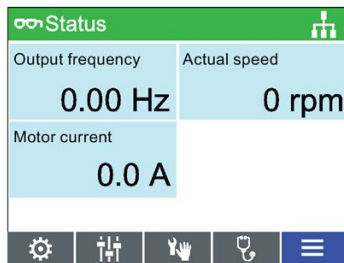 Status
Output frequency
0.00 Hz
Actual speed
0 rpm
Motor current
0.0 A